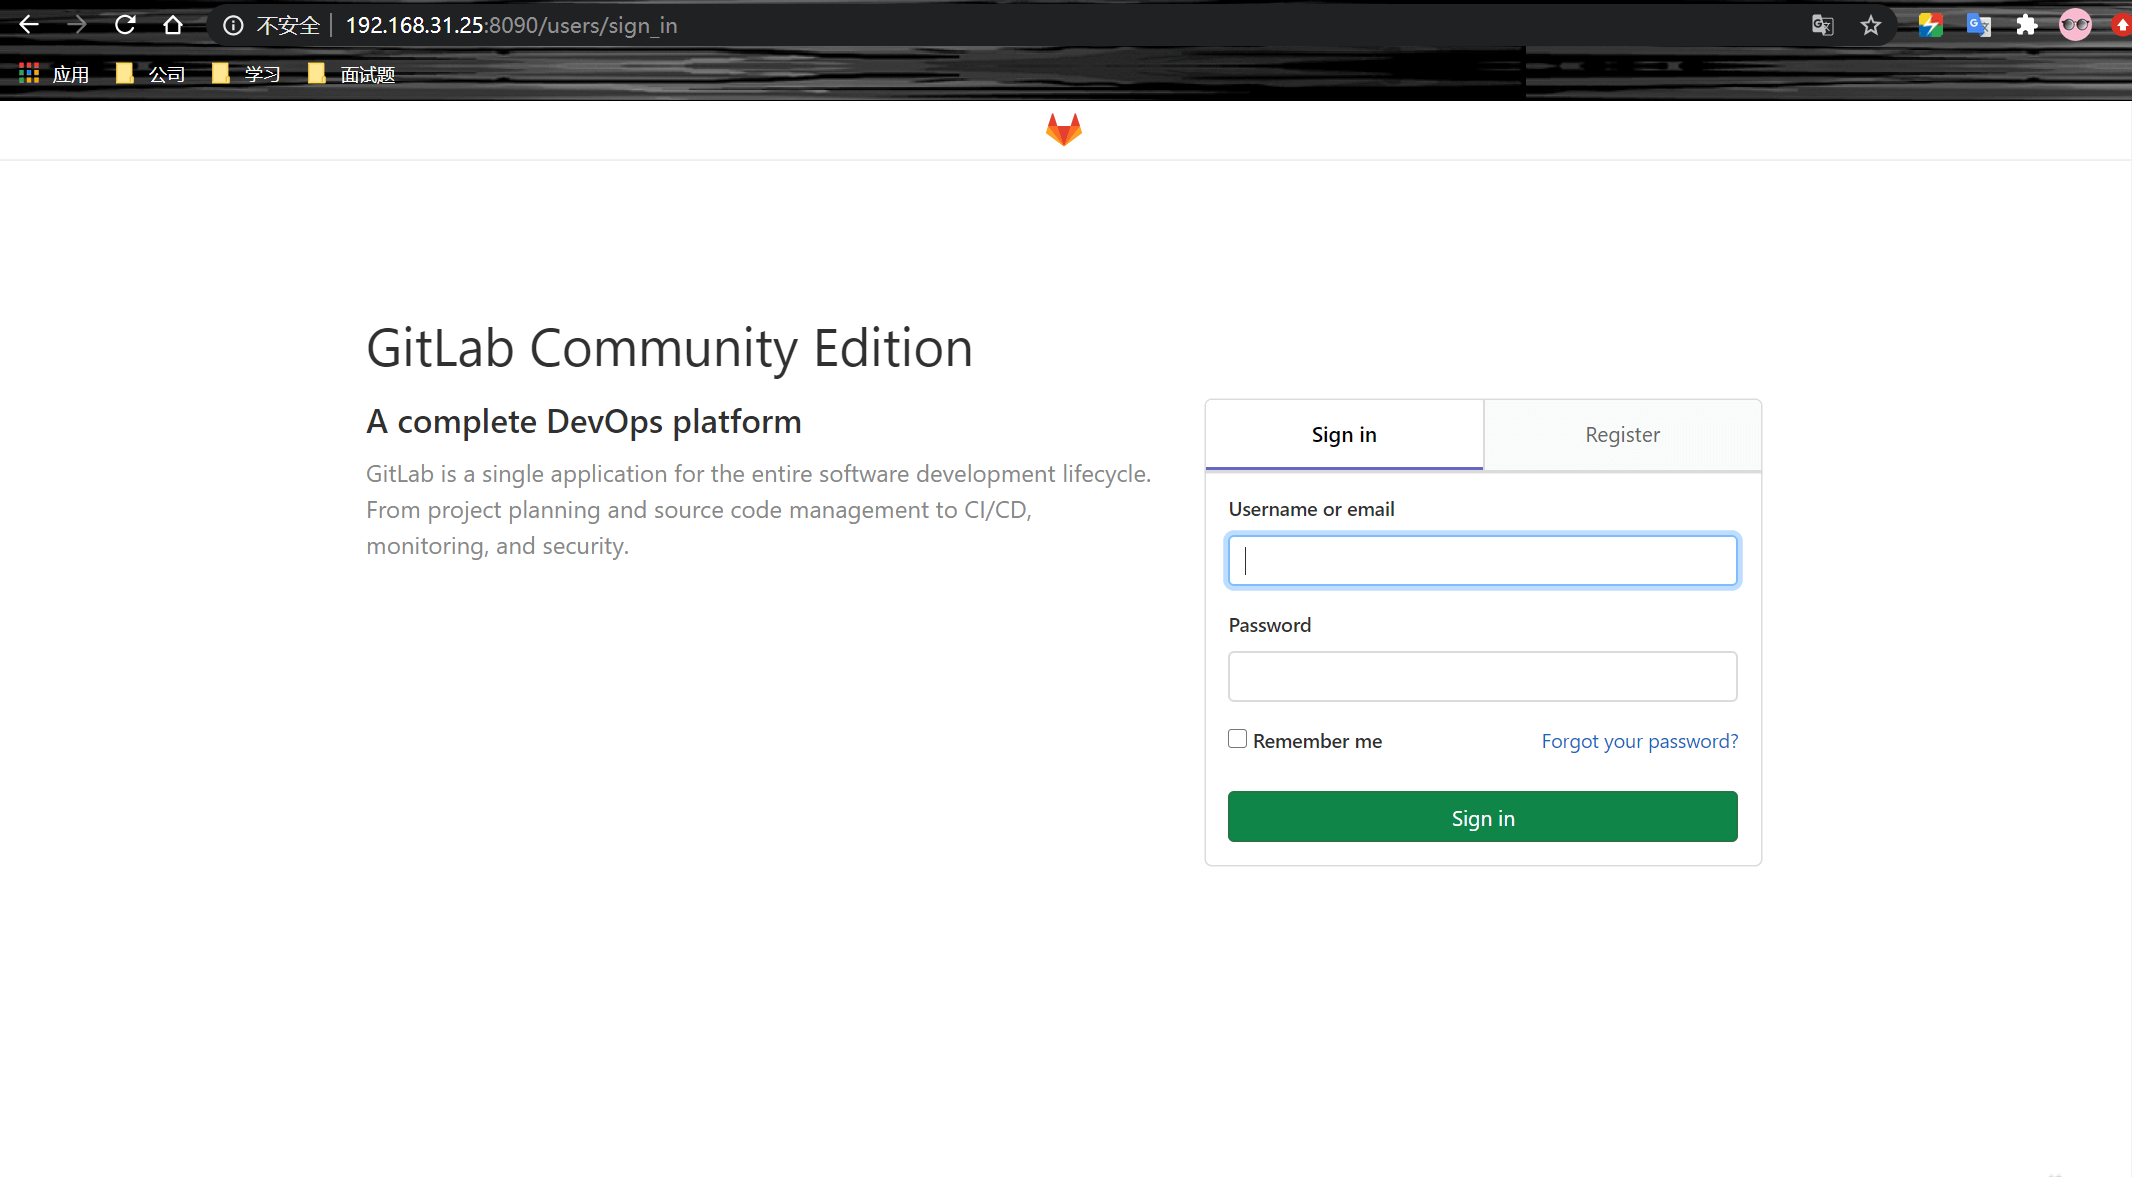 不安全 192.168.31.25:8090/users/sign_in
应用 公司 学习 面试题
GitLab Community Edition
A complete DevOps platform
GitLab is a single application for the entire software development lifecycle.
From project planning and source code management to CI/CD,
monitoring, and security.
Sign in Register
Username or email
Password
Remember me Forgot your password?
Sign in